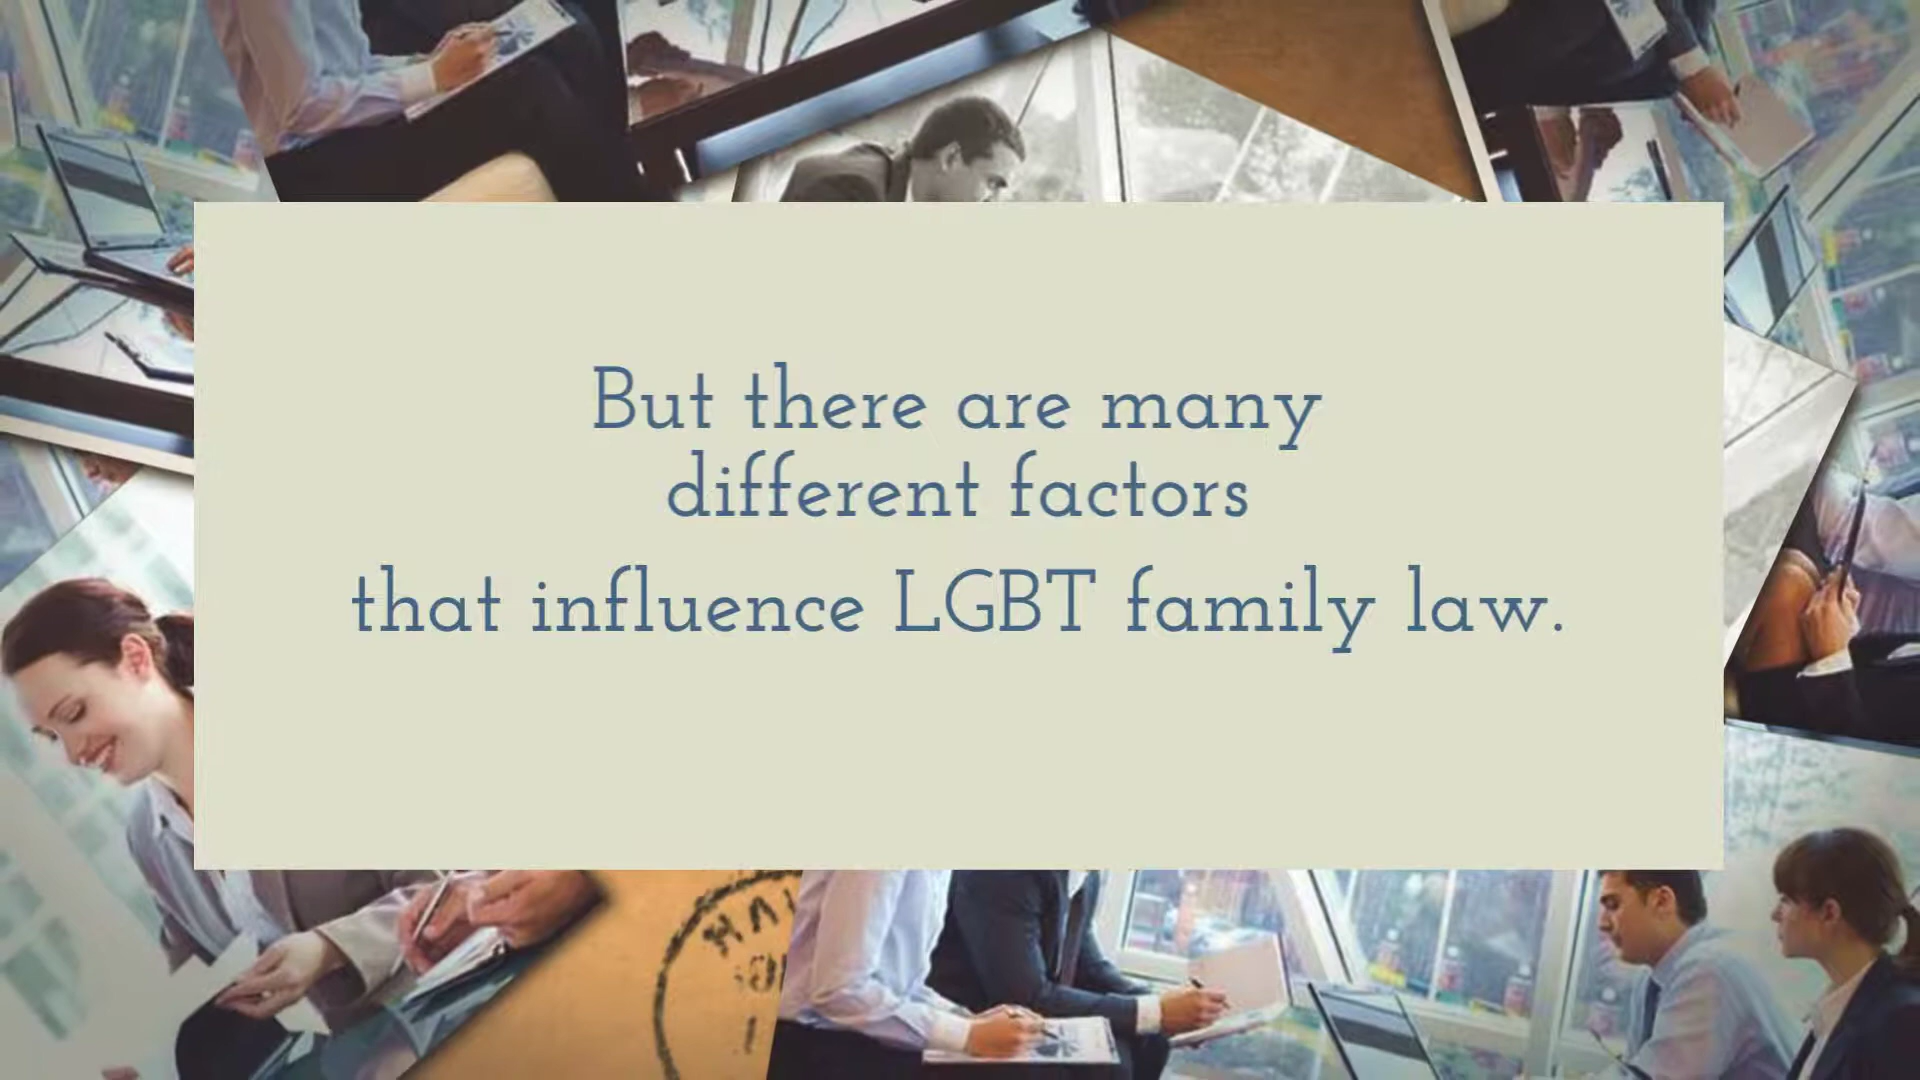 But there are many
different factors
that influence LGBT family law.